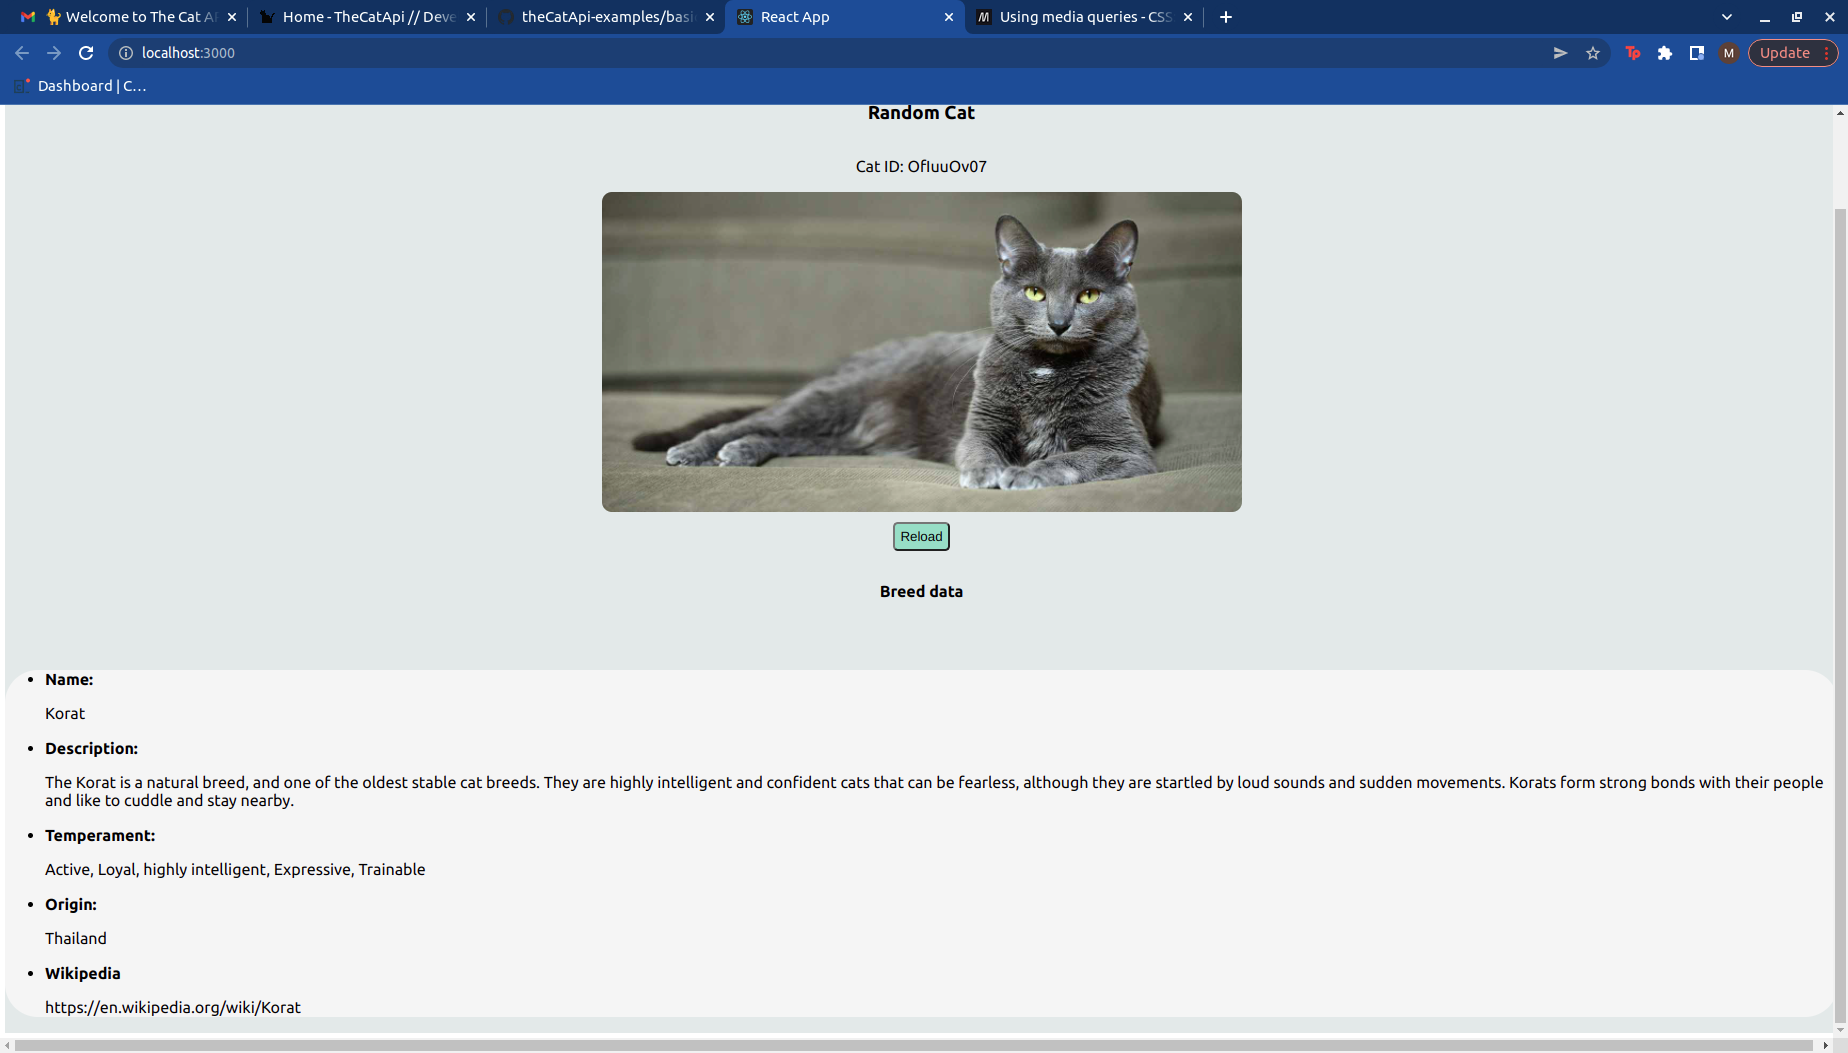 Welcome to The Cat AP
Home - TheCatApi // Deve
theCatApi-examples/basi
React App
Using media queries - CSS
localhost:3000
M
Update
Dashboard | C...
Random Cat
Cat ID: OfIuuOv07
Reload
Breed data
Name:
Korat
Description:
The Korat is a natural breed, and one of the oldest stable cat breeds. They are highly intelligent and confident cats that can be fearless, although they are startled by loud sounds and sudden movements. Korats form strong bonds with their people
and like to cuddle and stay nearby.
Temperament:
Active, Loyal, highly intelligent, Expressive, Trainable
Origin:
Thailand
Wikipedia
https://en.wikipedia.org/wiki/Korat